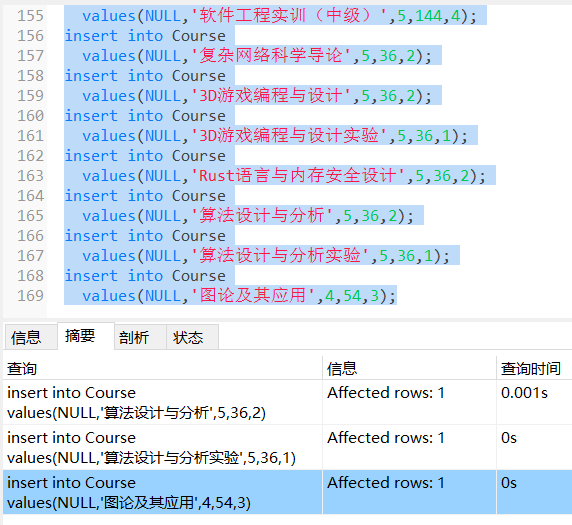 155 values(NULL,'软件工程实训（中级）',5,144,4);
156 insert into Course
157 values(NULL,'复杂网络科学导论',5,36,2);
158 insert into Course
159 values(NULL,'3D游戏编程与设计',5,36,2);
160 insert into Course
161 values(NULL,'3D游戏编程与设计实验',5,36,1);
162 insert into Course
163 values(NULL,'Rust语言与内存安全设计',5,36,2);
164 insert into Course
165 values(NULL,'算法设计与分析',5,36,2);
166 insert into Course
167 values(NULL,'算法设计与分析实验',5,36,1);
168 insert into Course
169 values(NULL,'图论及其应用',4,54,3);
信息 摘要 剖析 状态
查询 信息 查询时间
insert into Course Affected rows: 1 0.001s
values(NULL,'算法设计与分析',5,36,2)
insert into Course Affected rows: 1 0s
values(NULL,'算法设计与分析实验',5,36,1)
insert into Course Affected rows: 1 0s
values(NULL,'图论及其应用',4,54,3)